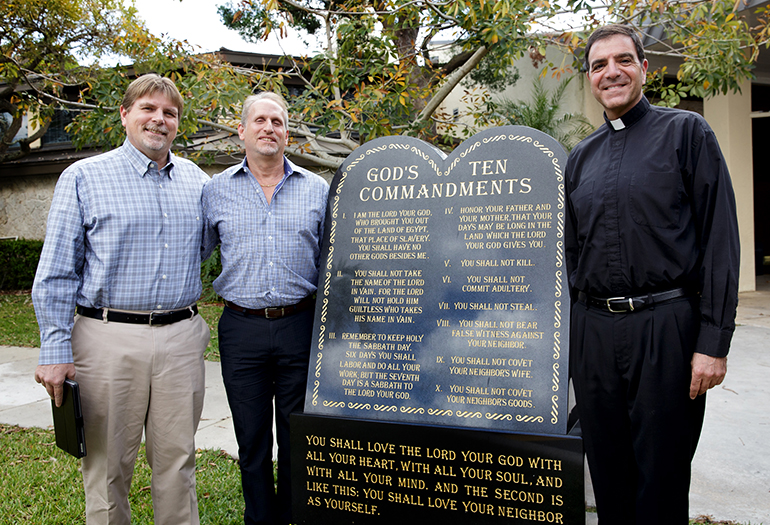 GOD'S TEN
COMMANDMENTS
I. I AM THE LORD YOUR GOD,
WHO BROUGHT YOU OUT
OF THE LAND OF EGYPT,
THAT PLACE OF SLAVERY.
YOU SHALL HAVE NO
OTHER GODS BESIDES ME.
II. YOU SHALL NOT TAKE
THE NAME OF THE LORD
IN VAIN. FOR THE LORD
WILL NOT HOLD HIM
GUILTLESS WHO TAKES
HIS NAME IN VAIN.
III. REMEMBER TO KEEP HOLY
THE SABBATH DAY.
SIX DAYS YOU SHALL
LABOR AND DO ALL YOUR
WORK, BUT THE SEVENTH
DAY IS A SABBATH TO
THE LORD YOUR GOD.
IV. HONOR YOUR FATHER AND
YOUR MOTHER, THAT YOUR
DAYS MAY BE LONG IN THE
LAND WHICH THE LORD
YOUR GOD GIVES YOU.
V. YOU SHALL NOT KILL.
VI. YOU SHALL NOT
COMMIT ADULTERY.
VII. YOU SHALL NOT STEAL.
VIII. YOU SHALL NOT BEAR
FALSE WITNESS AGAINST
YOUR NEIGHBOR.
IX. YOU SHALL NOT COVET
YOUR NEIGHBOR'S WIFE.
X. YOU SHALL NOT COVET
YOUR NEIGHBOR'S GOODS.
YOU SHALL LOVE THE LORD YOUR GOD WITH
ALL YOUR HEART, WITH ALL YOUR SOUL, AND
WITH ALL YOUR MIND. AND THE SECOND IS
LIKE THIS: YOU SHALL LOVE YOUR NEIGHBOR
AS YOURSELF.